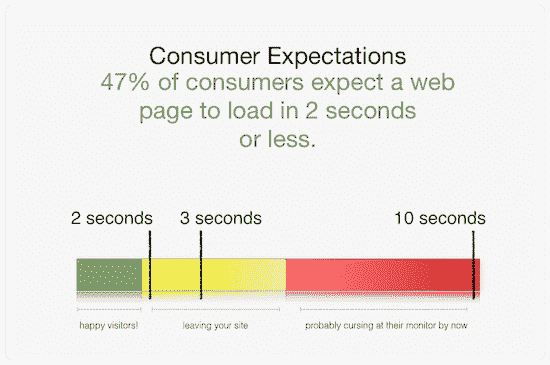 Consumer Expectations
47% of consumers expect a web
page to load in 2 seconds
or less.
2 seconds
3 seconds
10 seconds
happy visitors!
leaving your site
probably cursing at their monitor by now